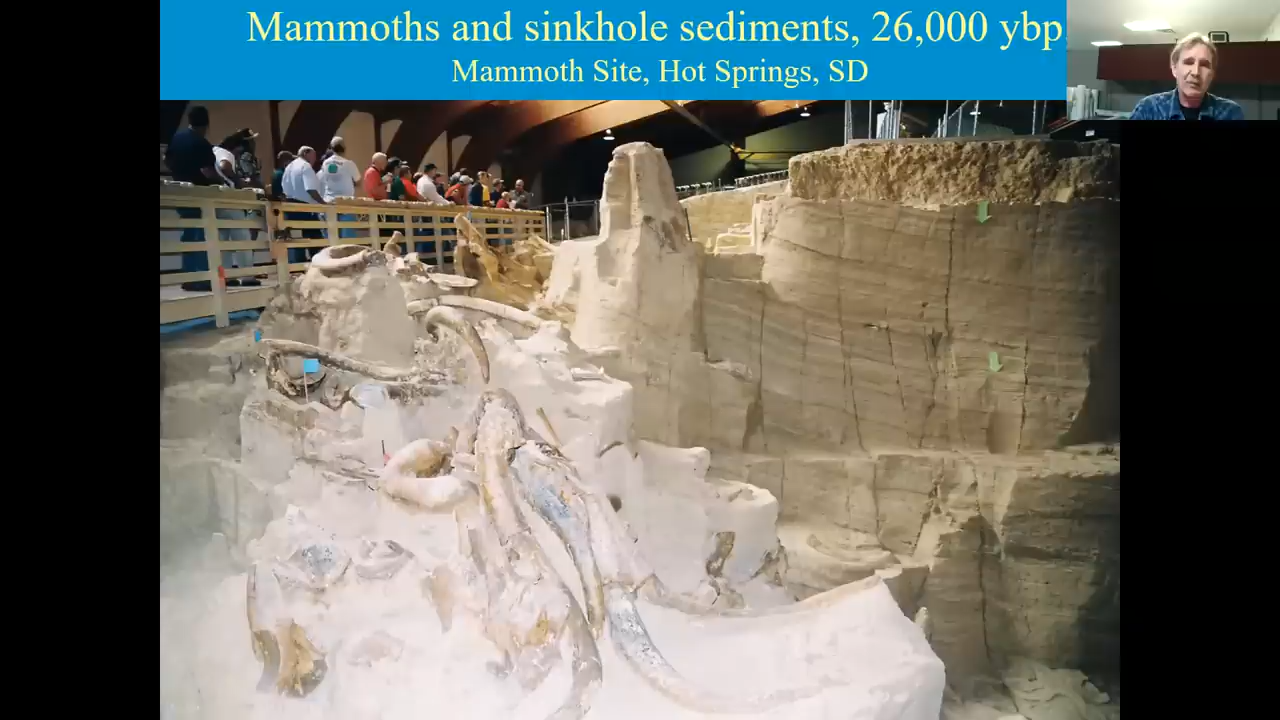 Mammoths and sinkhole sediments, 26,000 ybp
Mammoth Site, Hot Springs, SD